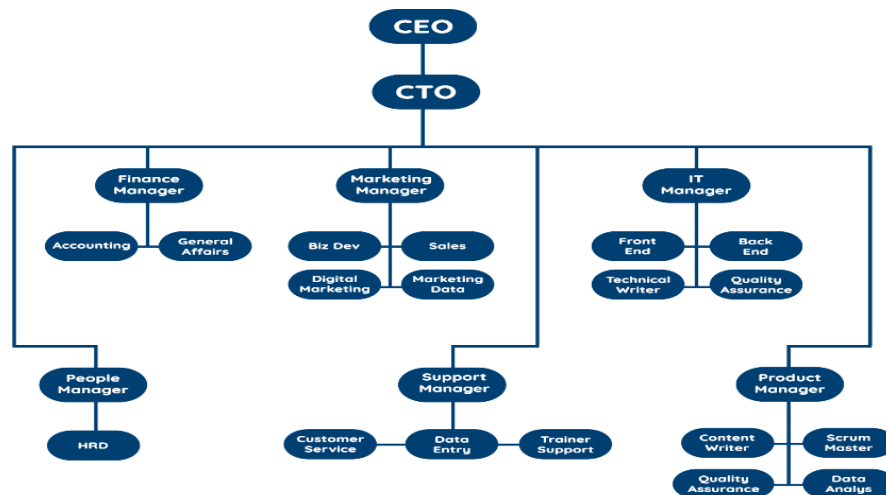 CEO
CTO
Finance
Manager
Marketing
Manager
IT
Manager
Accounting
General
Affairs
Biz Dev
Sales
Front
End
Back
End
Digital
Marketing
Marketing
Data
Technical
Writer
Quality
Assurance
People
Manager
Support
Manager
Product
Manager
HRD
Customer
Service
Data
Entry
Trainer
Support
Content
Writer
Scrum
Master
Quality
Assurance
Data
Analys